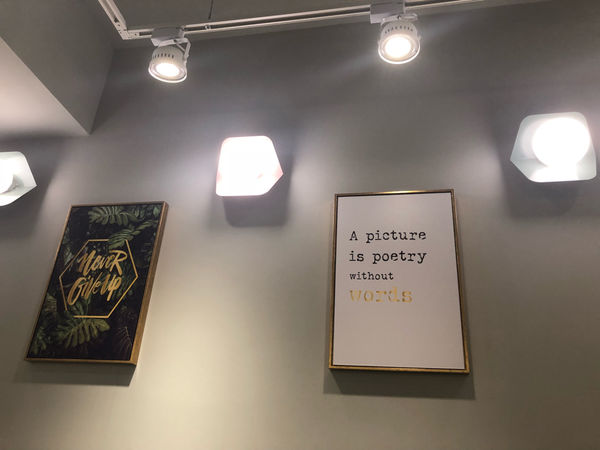 Never
Give up
A picture
is poetry
without
words